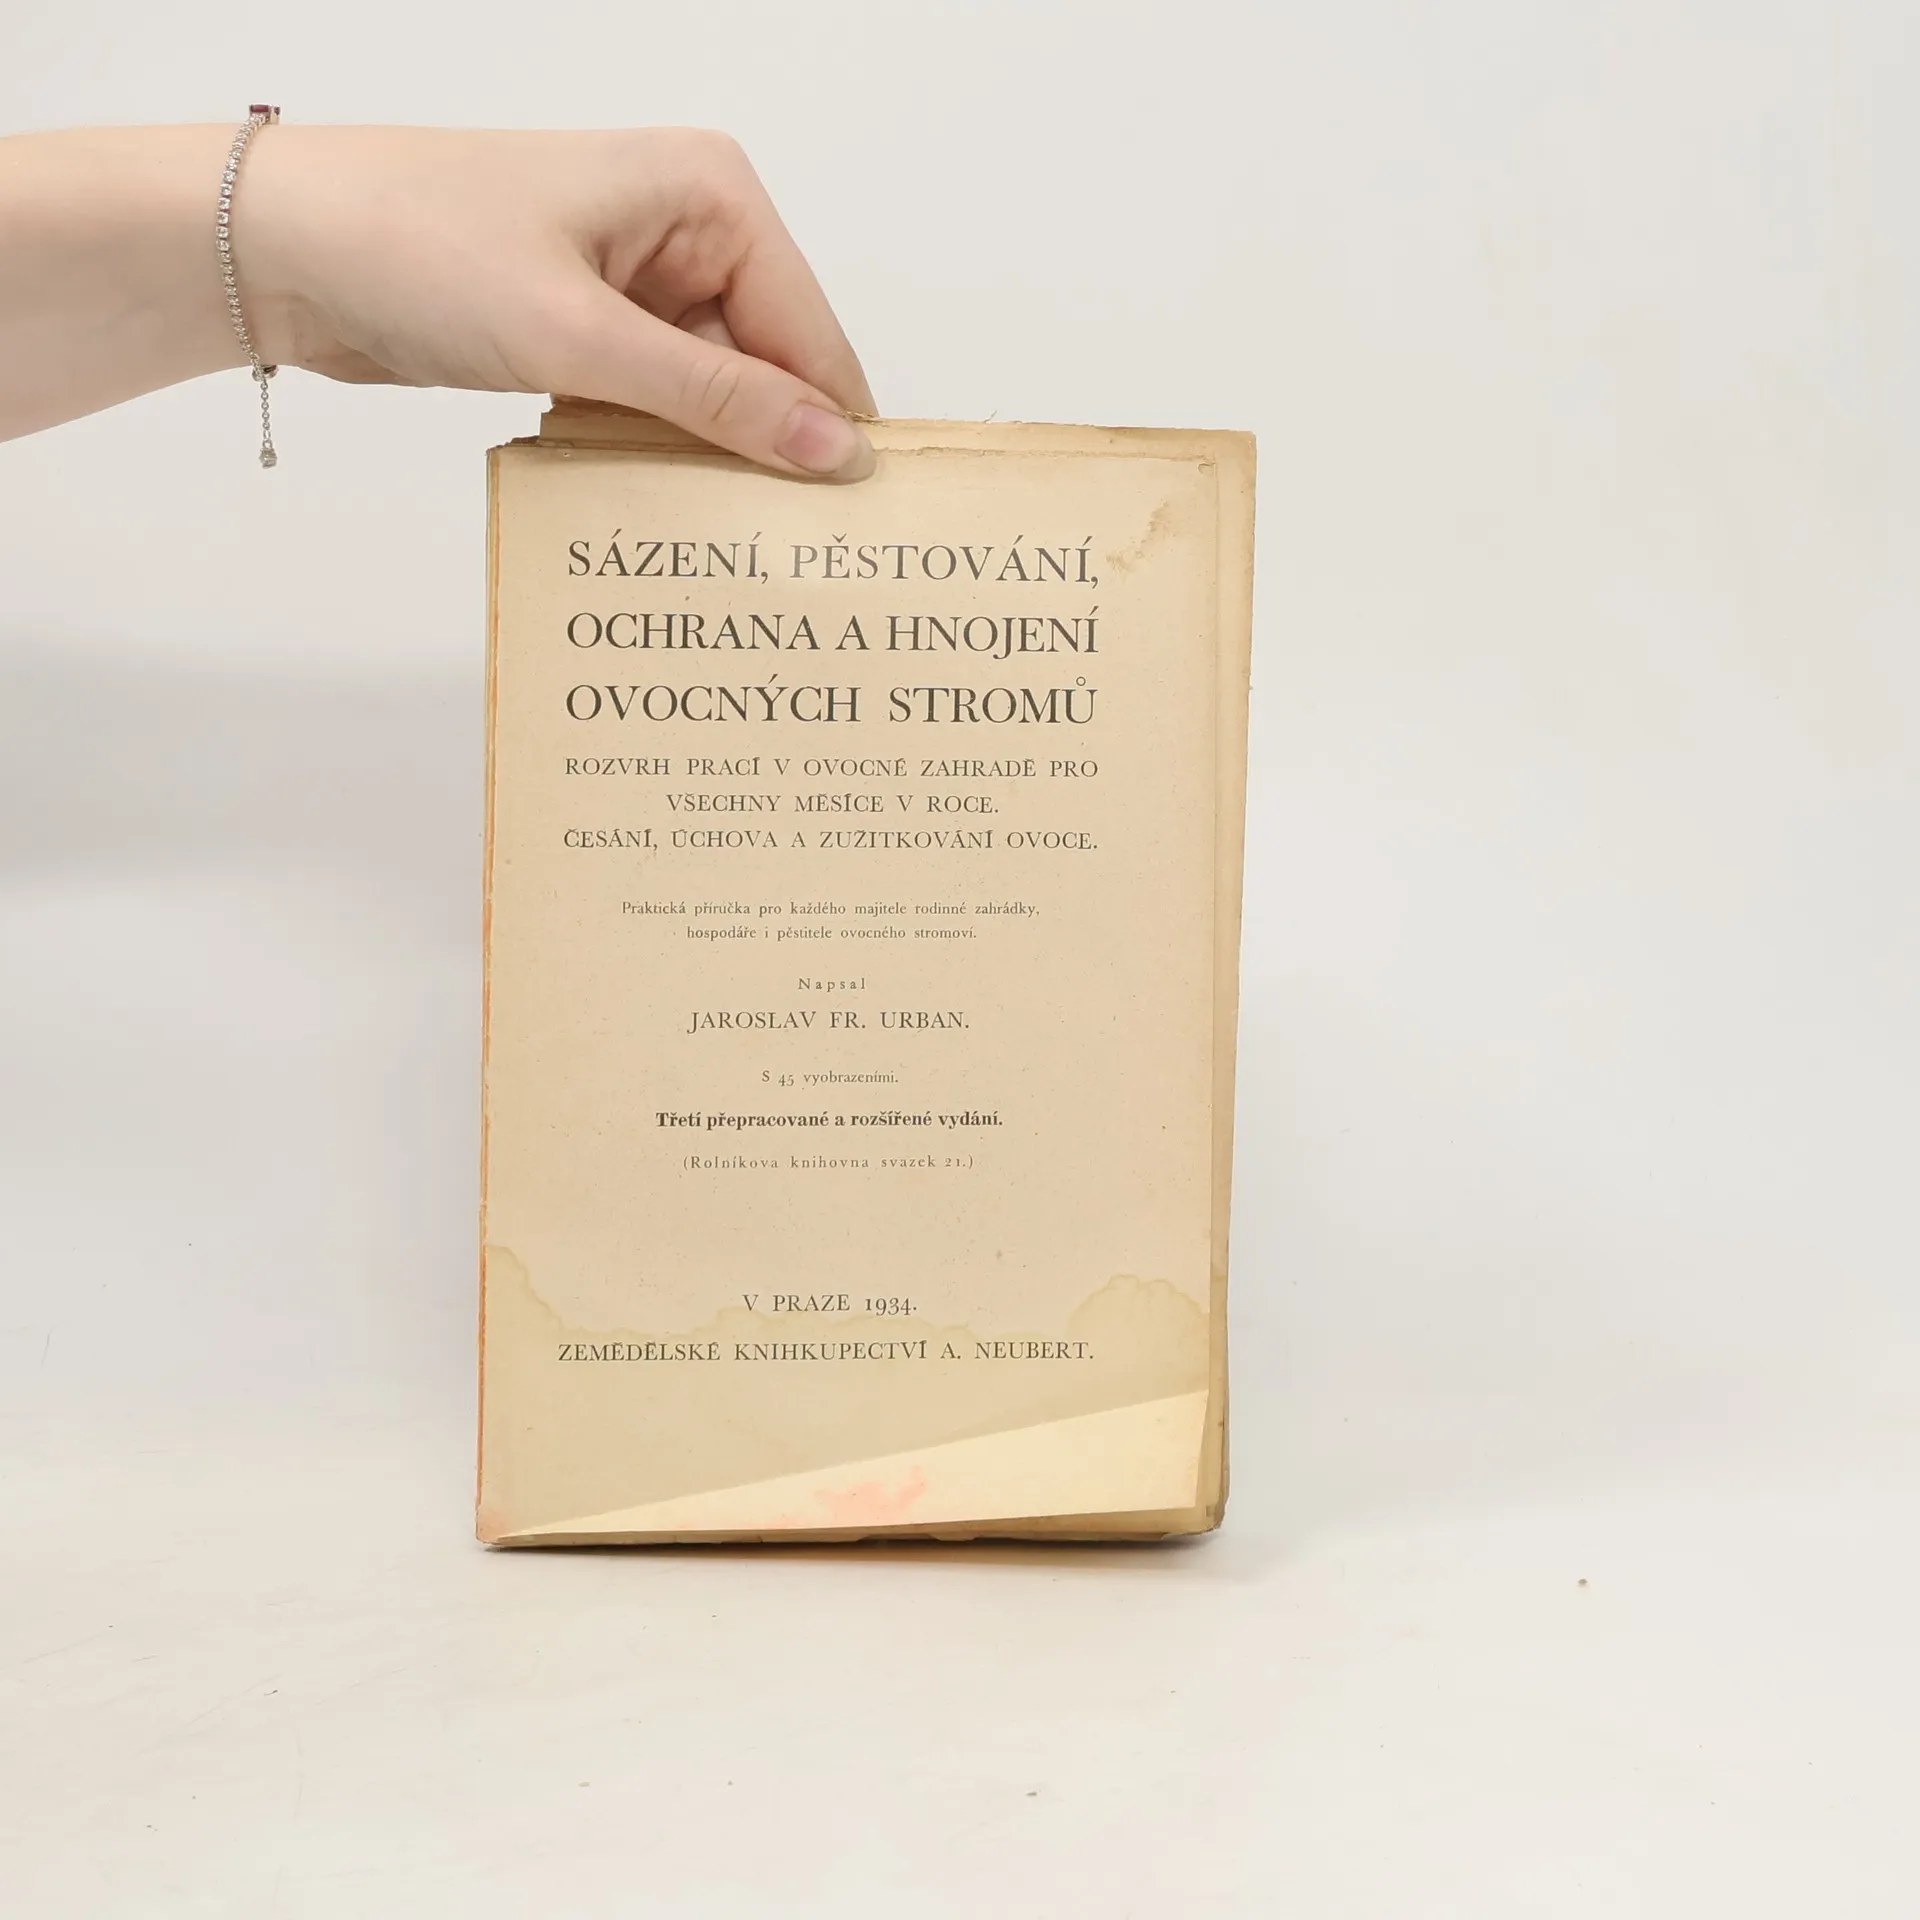 SÁZENÍ, PĚSTOVÁNÍ,
OCHRANA A HNOJENÍ
OVOCNÝCH STROMŮ
ROZVRH PRACÍ V OVOCNÉ ZAHRADĚ PRO
VŠECHNY MĚSÍCE V ROCE.
ČESÁNÍ, ÚCHOVA A ZUŽITKOVÁNÍ OVOCE.
Praktická příručka pro každého majitele rodinné zahrádky,
hospodáře i pěstitele ovocného stromoví.
Napsal
JAROSLAV FR. URBAN.
S 45 vyobrazeními.
Třetí přepracované a rozšířené vydání.
(Rolníkova knihovna svazek 21.)
V PRAZE 1934.
ZEMĚDĚLSKÉ KNIHKUPECTVÍ A. NEUBERT.